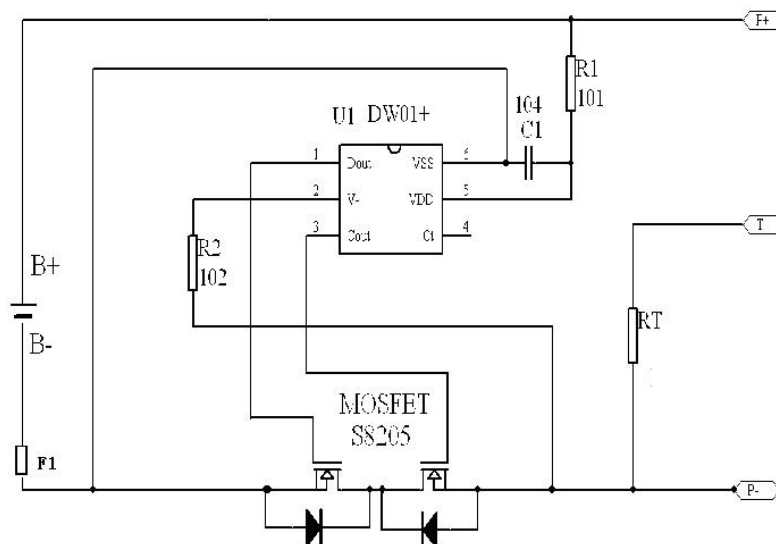 P+
R1
104
101
U1 DW01+
C1
1 Dout VSS 6
2 V- VDD 5
3 Cout Ct 4
T
R2
102
B+
RT
B-
MOSFET
S8205
F1
P-